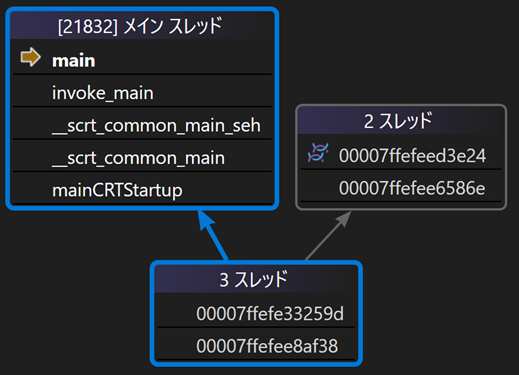 [21832] メイン スレッド
main
invoke_main
__scrt_common_main_seh
__scrt_common_main
mainCRTStartup
2 スレッド
00007ffefeed3e24
00007ffefee6586e
3 スレッド
00007ffefe33259d
00007ffefee8af38